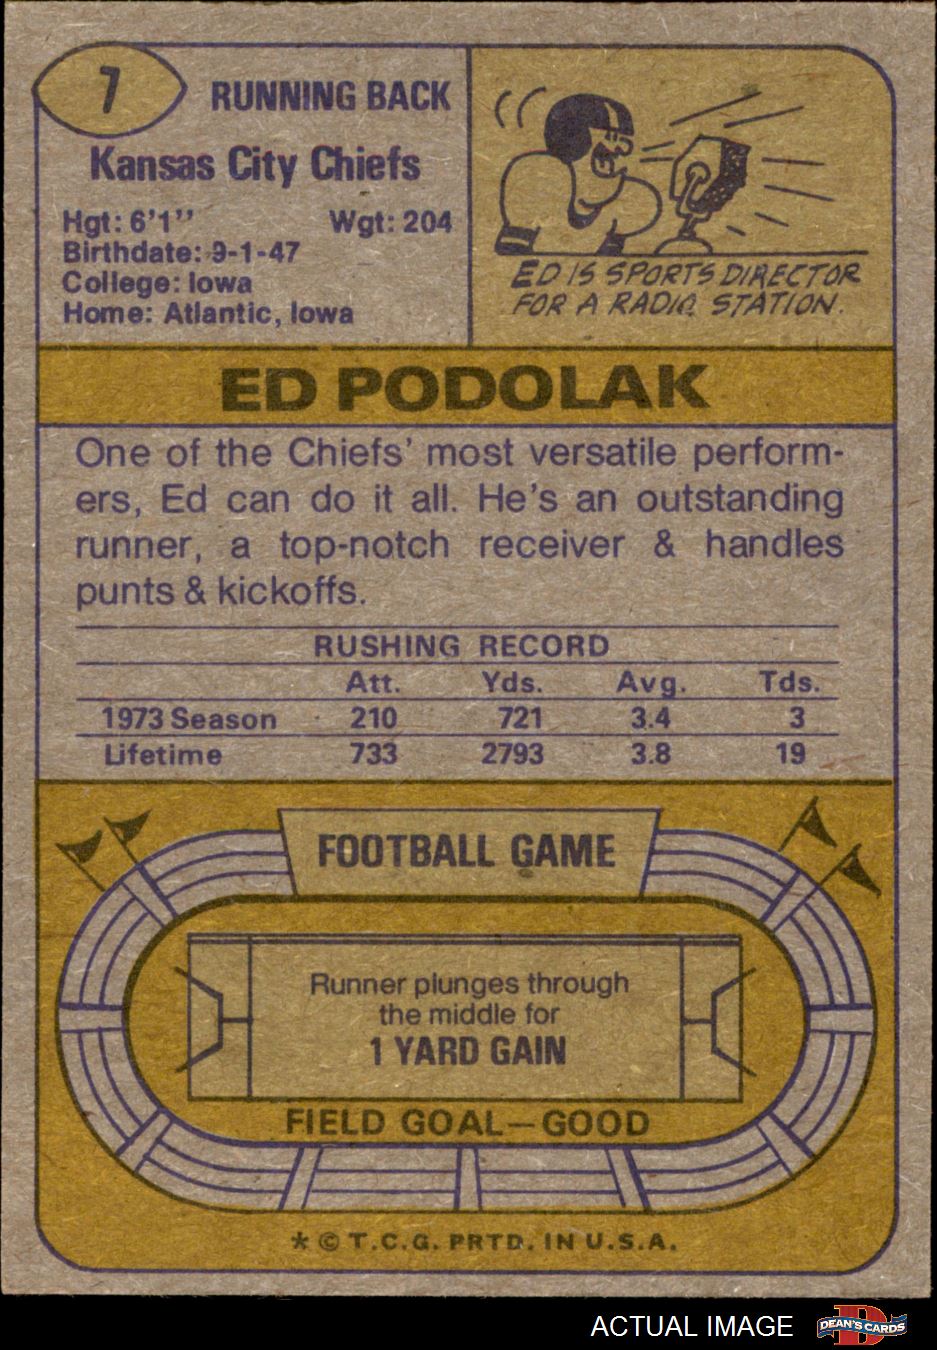 7
RUNNING BACK
Kansas City Chiefs
Hgt: 6'1" Wgt: 204
Birthdate: 9-1-47
College: Iowa
Home: Atlantic, Iowa
ED IS SPORTS DIRECTOR
FOR A RADIO STATION.
ED PODOLAK
One of the Chiefs' most versatile perform-
ers, Ed can do it all. He's an outstanding
runner, a top-notch receiver & handles
punts & kickoffs.
RUSHING RECORD
Att. Yds. Avg. Tds.
1973 Season 210 721 3.4 3
Lifetime 733 2793 3.8 19
FOOTBALL GAME
Runner plunges through
the middle for
1 YARD GAIN
FIELD GOAL—GOOD
* © T.C.G. PRTD. IN U.S.A.
ACTUAL IMAGE
D
DEAN'S CARDS